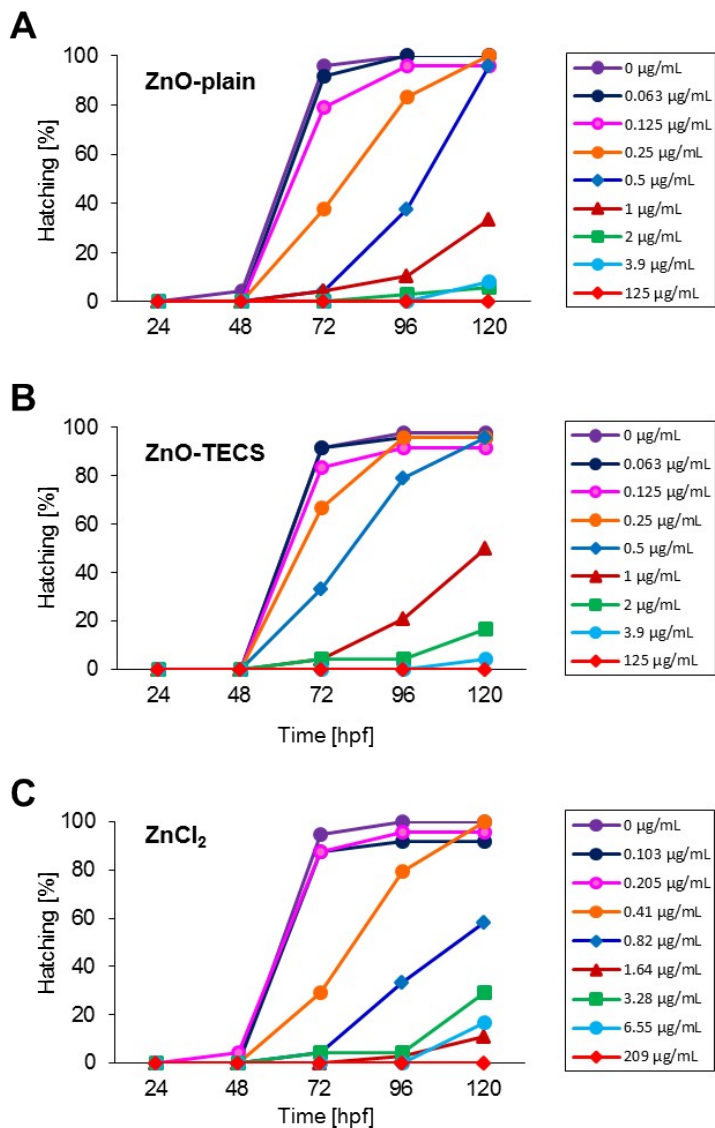 A
ZnO-plain
Hatching [%]
100
80
60
40
20
0
24 48 72 96 120
0 µg/mL
0.063 µg/mL
0.125 µg/mL
0.25 µg/mL
0.5 µg/mL
1 µg/mL
2 µg/mL
3.9 µg/mL
125 µg/mL
B
ZnO-TECS
Hatching [%]
100
80
60
40
20
0
24 48 72 96 120
Time [hpf]
0 µg/mL
0.063 µg/mL
0.125 µg/mL
0.25 µg/mL
0.5 µg/mL
1 µg/mL
2 µg/mL
3.9 µg/mL
125 µg/mL
C
ZnCl₂
Hatching [%]
100
80
60
40
20
0
24 48 72 96 120
Time [hpf]
0 µg/mL
0.103 µg/mL
0.205 µg/mL
0.41 µg/mL
0.82 µg/mL
1.64 µg/mL
3.28 µg/mL
6.55 µg/mL
209 µg/mL